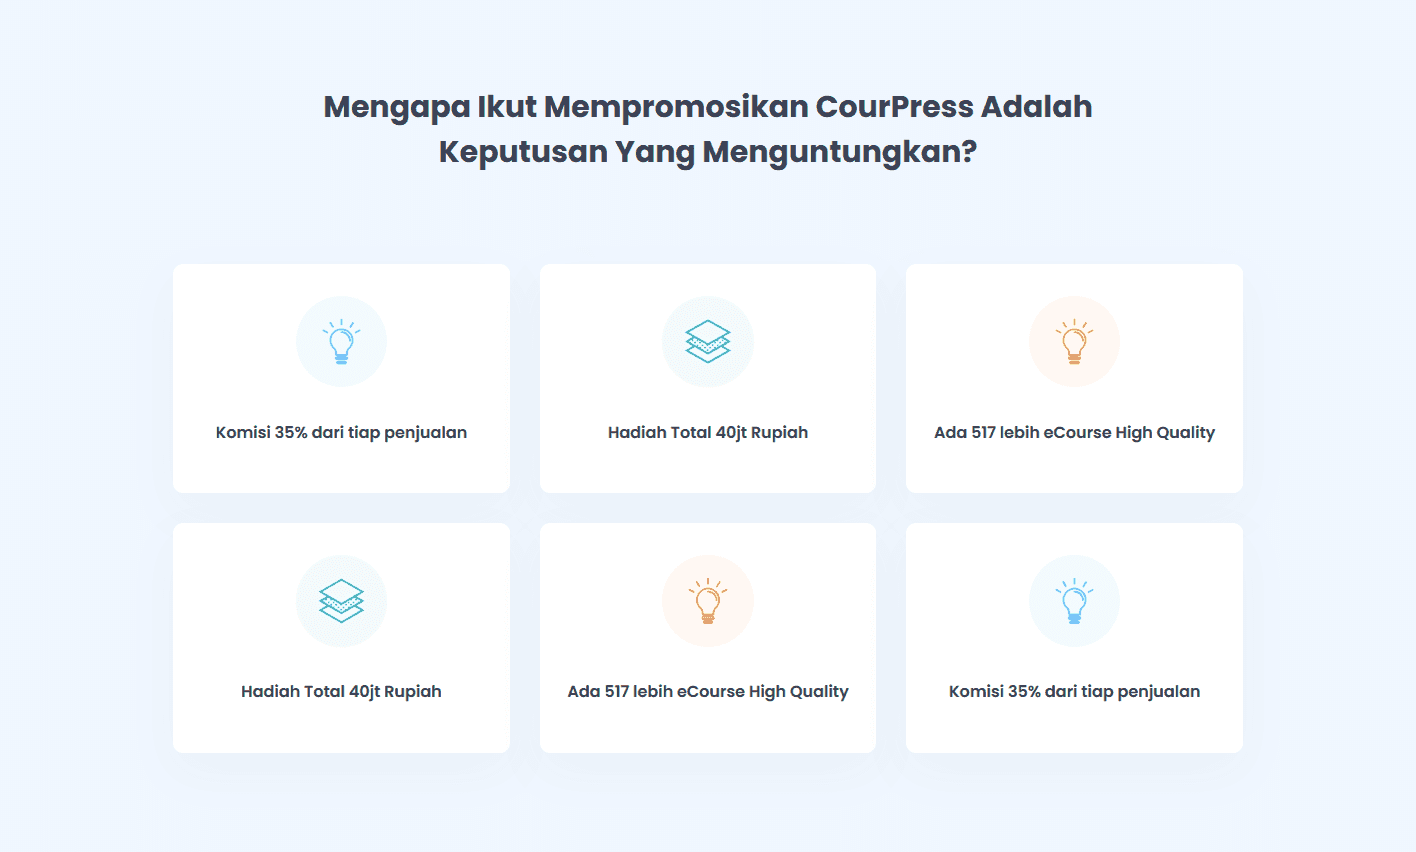 Mengapa Ikut Mempromosikan CourPress Adalah
Keputusan Yang Menguntungkan?
Komisi 35% dari tiap penjualan
Hadiah Total 40jt Rupiah
Ada 517 lebih eCourse High Quality
Hadiah Total 40jt Rupiah
Ada 517 lebih eCourse High Quality
Komisi 35% dari tiap penjualan